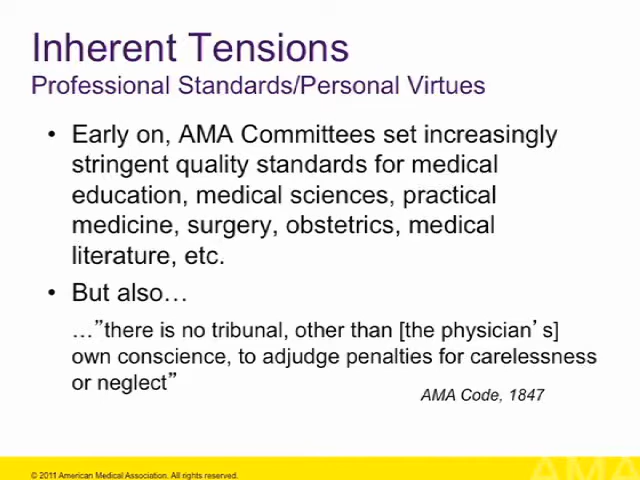 Inherent Tensions
Professional Standards/Personal Virtues
• Early on, AMA Committees set increasingly
stringent quality standards for medical
education, medical sciences, practical
medicine, surgery, obstetrics, medical
literature, etc.
• But also…
…”there is no tribunal, other than [the physician’s]
own conscience, to adjudge penalties for carelessness
or neglect”
AMA Code, 1847
© 2011 American Medical Association. All rights reserved.
AMA